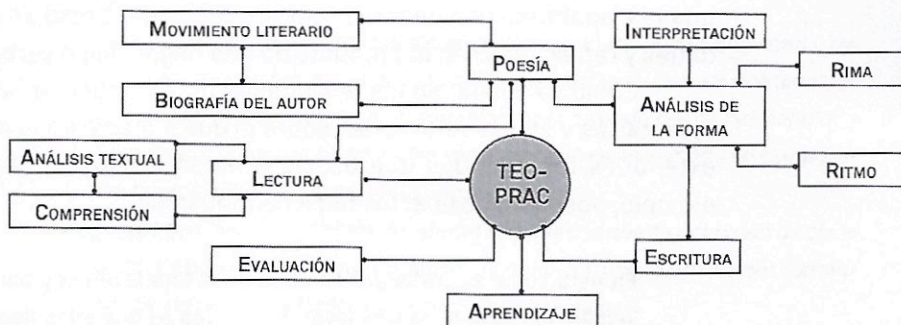 MOVIMIENTO LITERARIO
INTERPRETACIÓN
POESÍA
RIMA
BIOGRAFÍA DEL AUTOR
ANÁLISIS DE
LA FORMA
ANÁLISIS TEXTUAL
LECTURA
TEO-
PRAC
RITMO
COMPRENSIÓN
EVALUACIÓN
ESCRITURA
APRENDIZAJE